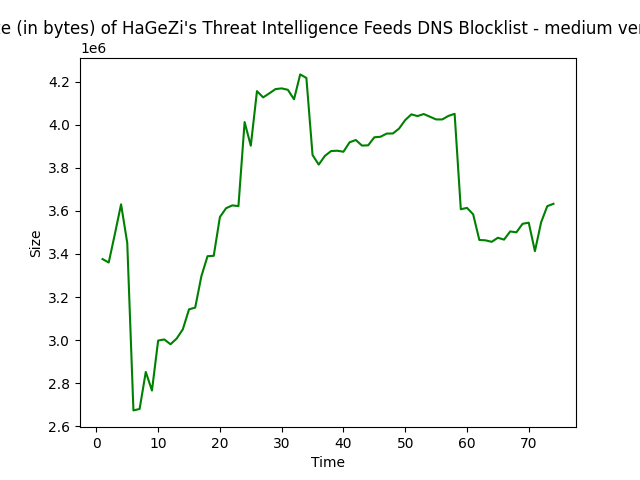 (in bytes) of HaGeZi's Threat Intelligence Feeds DNS Blocklist - medium
1e6
4.2
4.0
3.8
3.6
3.4
3.2
3.0
2.8
2.6
Size
0 10 20 30 40 50 60 70
Time